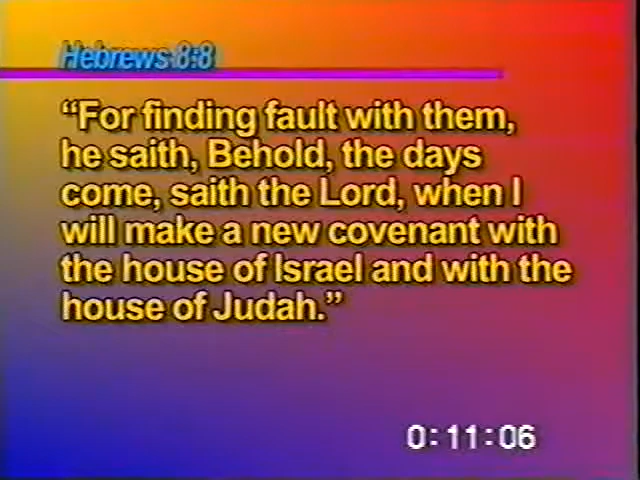 Hebrews 8:8
“For finding fault with them,
he saith, Behold, the days
come, saith the Lord, when I
will make a new covenant with
the house of Israel and with the
house of Judah.”
0:11:06